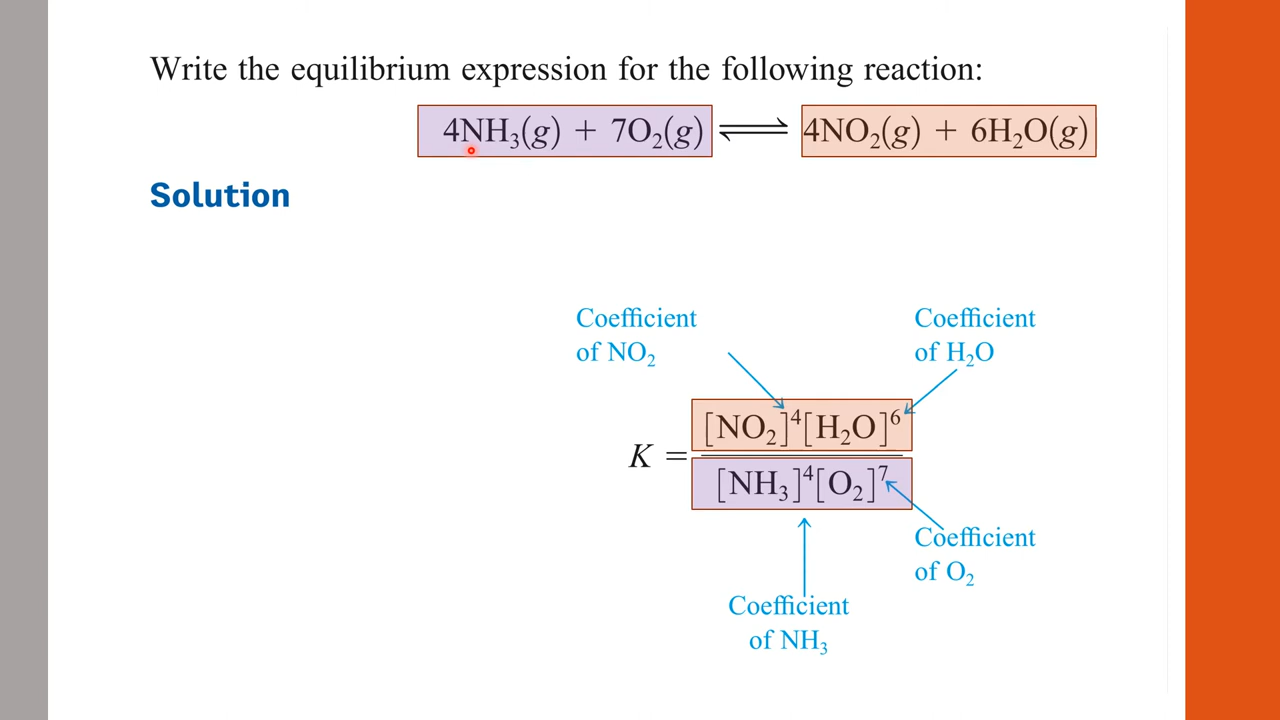 Write the equilibrium expression for the following reaction:
4NH₃(g) + 7O₂(g) ⇌ 4NO₂(g) + 6H₂O(g)
Solution
Coefficient of NO₂
Coefficient of H₂O
K = [NO₂]⁴[H₂O]⁶ / [NH₃]⁴[O₂]⁷
Coefficient of O₂
Coefficient of NH₃